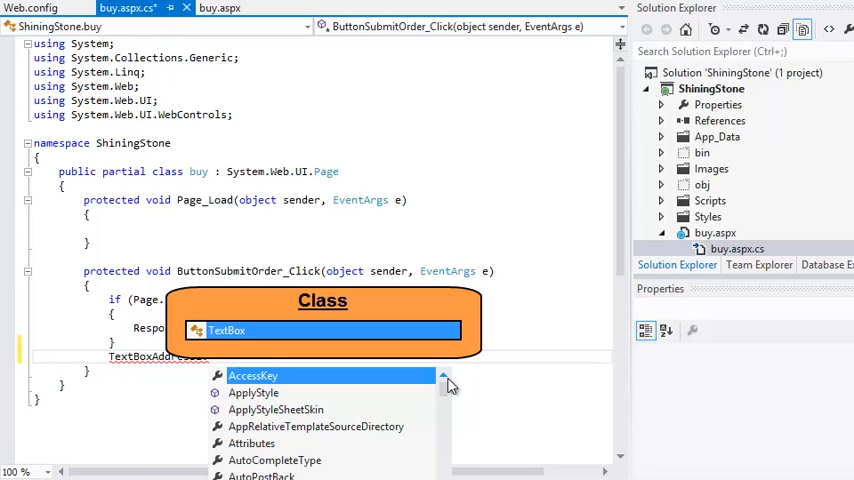 Web.config
buy.aspx.cs*
buy.aspx
ShiningStone.buy
ButtonSubmitOrder_Click(object sender, EventArgs e)
using System;
using System.Collections.Generic;
using System.Linq;
using System.Web;
using System.Web.UI;
using System.Web.UI.WebControls;
namespace ShiningStone
{
public partial class buy : System.Web.UI.Page
{
protected void Page_Load(object sender, EventArgs e)
{
}
protected void ButtonSubmitOrder_Click(object sender, EventArgs e)
{
if (Page.
{
Respo
}
}
}
}
Class
TextBox
AccessKey
ApplyStyle
ApplyStyleSheetSkin
AppRelativeTemplateSourceDirectory
Attributes
AutoCompleteType
AutoPostBack
100 %
Solution Explorer
Search Solution Explorer (Ctrl+;)
Solution 'ShiningStone' (1 project)
ShiningStone
Properties
References
App_Data
bin
Images
obj
Scripts
Styles
buy.aspx
buy.aspx.cs
Solution Explorer
Team Explorer
Database Ex
Properties